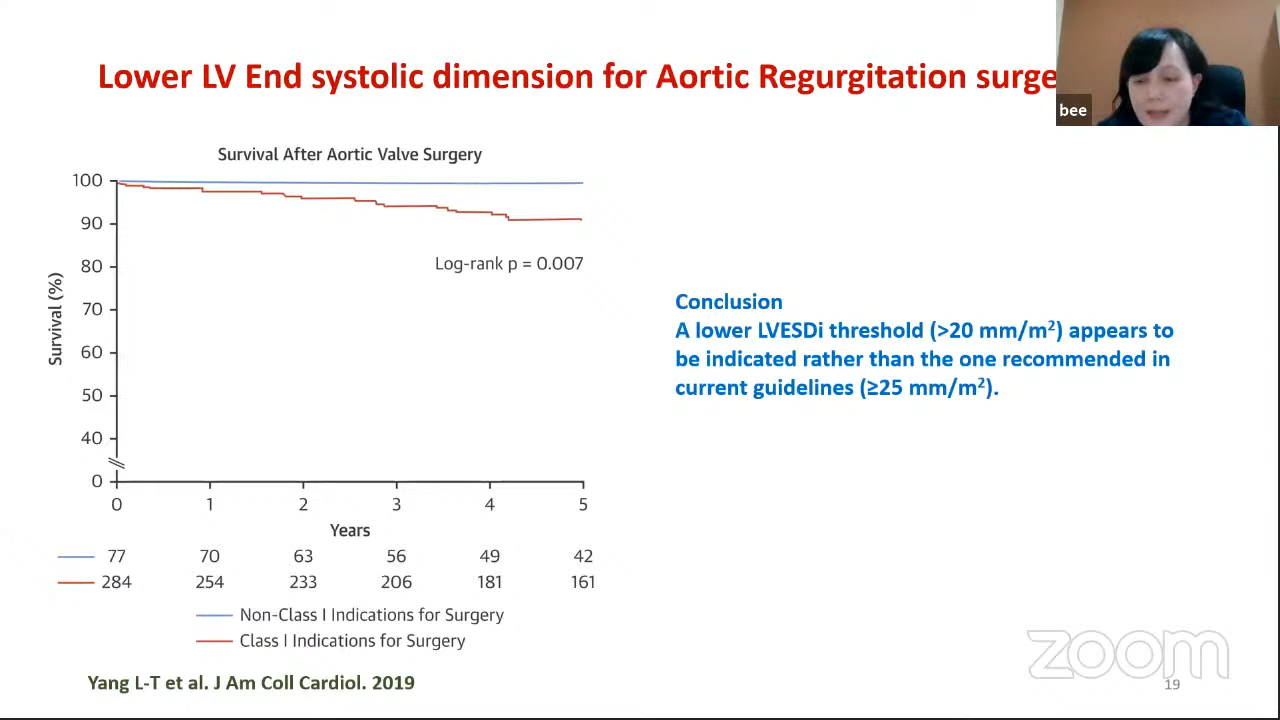 Lower LV End systolic dimension for Aortic Regurgitation surge
bee
Survival After Aortic Valve Surgery
100
90
80
70
60
50
40
0
Survival (%)
Log-rank p = 0.007
0 1 2 3 4 5
Years
77 70 63 56 49 42
284 254 233 206 181 161
Non-Class I Indications for Surgery
Class I Indications for Surgery
Conclusion
A lower LVESDi threshold (>20 mm/m²) appears to
be indicated rather than the one recommended in
current guidelines (≥25 mm/m²).
Yang L-T et al. J Am Coll Cardiol. 2019
zoom
19